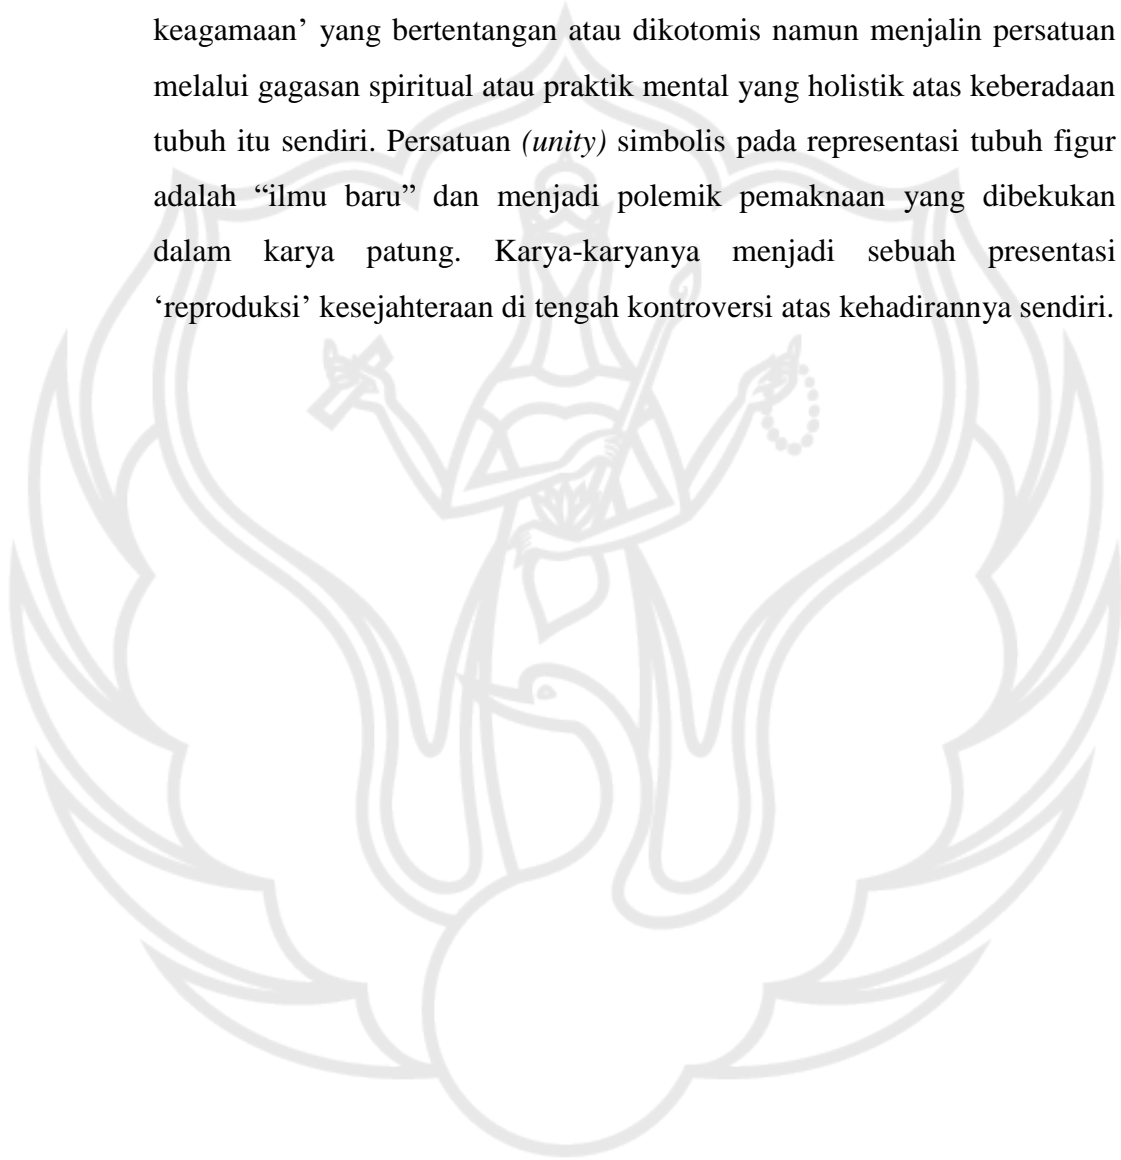 keagamaan’ yang bertentangan atau dikotomis namun menjalin persatuan
melalui gagasan spiritual atau praktik mental yang holistik atas keberadaan
tubuh itu sendiri. Persatuan (unity) simbolis pada representasi tubuh figur
adalah “ilmu baru” dan menjadi polemik pemaknaan yang dibekukan
dalam karya patung. Karya-karyanya menjadi sebuah presentasi
‘reproduksi’ kesejahteraan di tengah kontroversi atas kehadirannya sendiri.